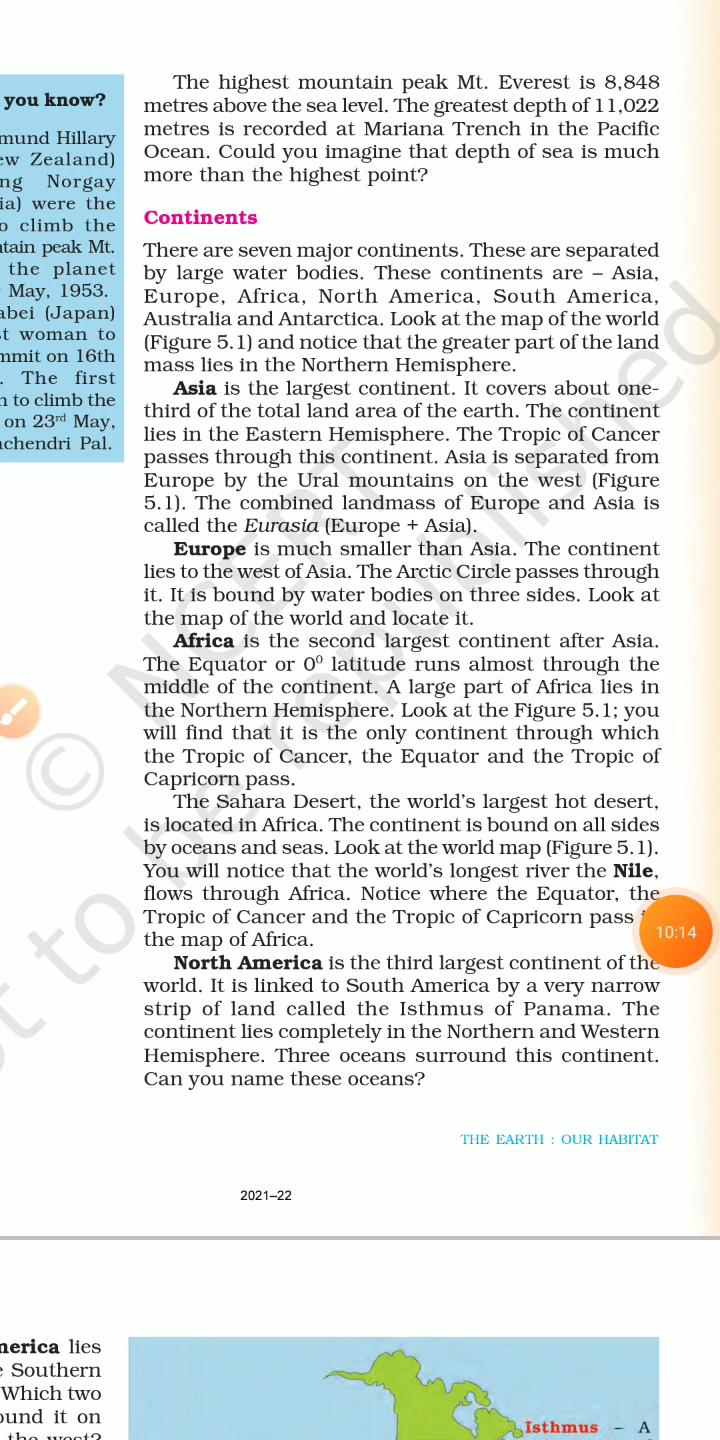 The highest mountain peak Mt. Everest is 8,848
metres above the sea level. The greatest depth of 11,022
metres is recorded at Mariana Trench in the Pacific
Ocean. Could you imagine that depth of sea is much
more than the highest point?
you know?
mund Hillary
ew Zealand)
ng Norgay
ia) were the
o climb the
ntain peak Mt.
the planet
May, 1953.
abei (Japan)
st woman to
mmit on 16th
. The first
n to climb the
on 23rd May,
achendri Pal.
Continents
There are seven major continents. These are separated
by large water bodies. These continents are – Asia,
Europe, Africa, North America, South America,
Australia and Antarctica. Look at the map of the world
(Figure 5.1) and notice that the greater part of the land
mass lies in the Northern Hemisphere.
Asia is the largest continent. It covers about one-
third of the total land area of the earth. The continent
lies in the Eastern Hemisphere. The Tropic of Cancer
passes through this continent. Asia is separated from
Europe by the Ural mountains on the west (Figure
5.1). The combined landmass of Europe and Asia is
called the Eurasia (Europe + Asia).
Europe is much smaller than Asia. The continent
lies to the west of Asia. The Arctic Circle passes through
it. It is bound by water bodies on three sides. Look at
the map of the world and locate it.
Africa is the second largest continent after Asia.
The Equator or 0⁰ latitude runs almost through the
middle of the continent. A large part of Africa lies in
the Northern Hemisphere. Look at the Figure 5.1; you
will find that it is the only continent through which
the Tropic of Cancer, the Equator and the Tropic of
Capricorn pass.
The Sahara Desert, the world's largest hot desert,
is located in Africa. The continent is bound on all sides
by oceans and seas. Look at the world map (Figure 5.1).
You will notice that the world's longest river the Nile,
flows through Africa. Notice where the Equator, the
Tropic of Cancer and the Tropic of Capricorn pass
the map of Africa.
10:14
North America is the third largest continent of the
world. It is linked to South America by a very narrow
strip of land called the Isthmus of Panama. The
continent lies completely in the Northern and Western
Hemisphere. Three oceans surround this continent.
Can you name these oceans?
THE EARTH : OUR HABITAT
2021–22
© NCERT
t to be republished
nerica lies
e Southern
Which two
ound it on
the west?
Isthmus – A